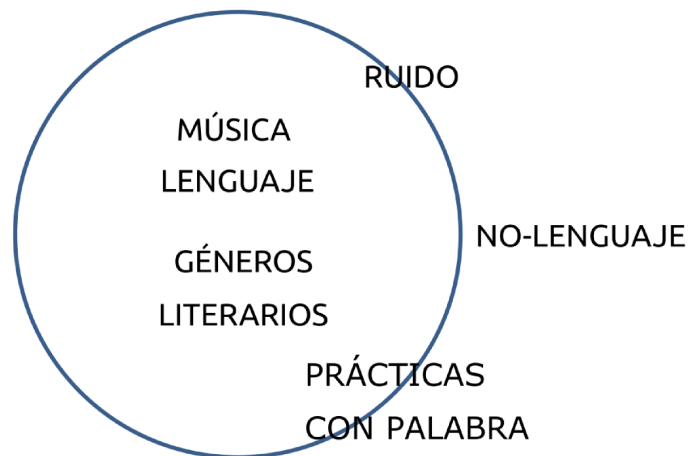 RUIDO
MÚSICA
LENGUAJE
NO-LENGUAJE
GÉNEROS
LITERARIOS
PRÁCTICAS
CON PALABRA